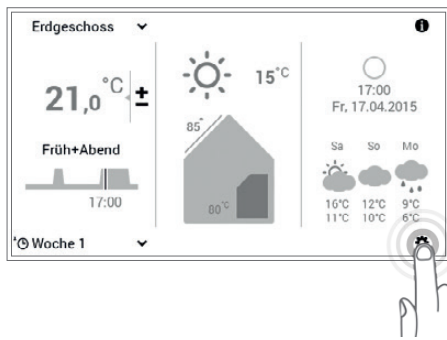 Erdgeschoss
21,0 °C ±
Früh+Abend
17:00
Woche 1
15°C
85°
80°C
17:00
Fr, 17.04.2015
Sa So Mo
16°C 12°C 9°C
11°C 10°C 6°C